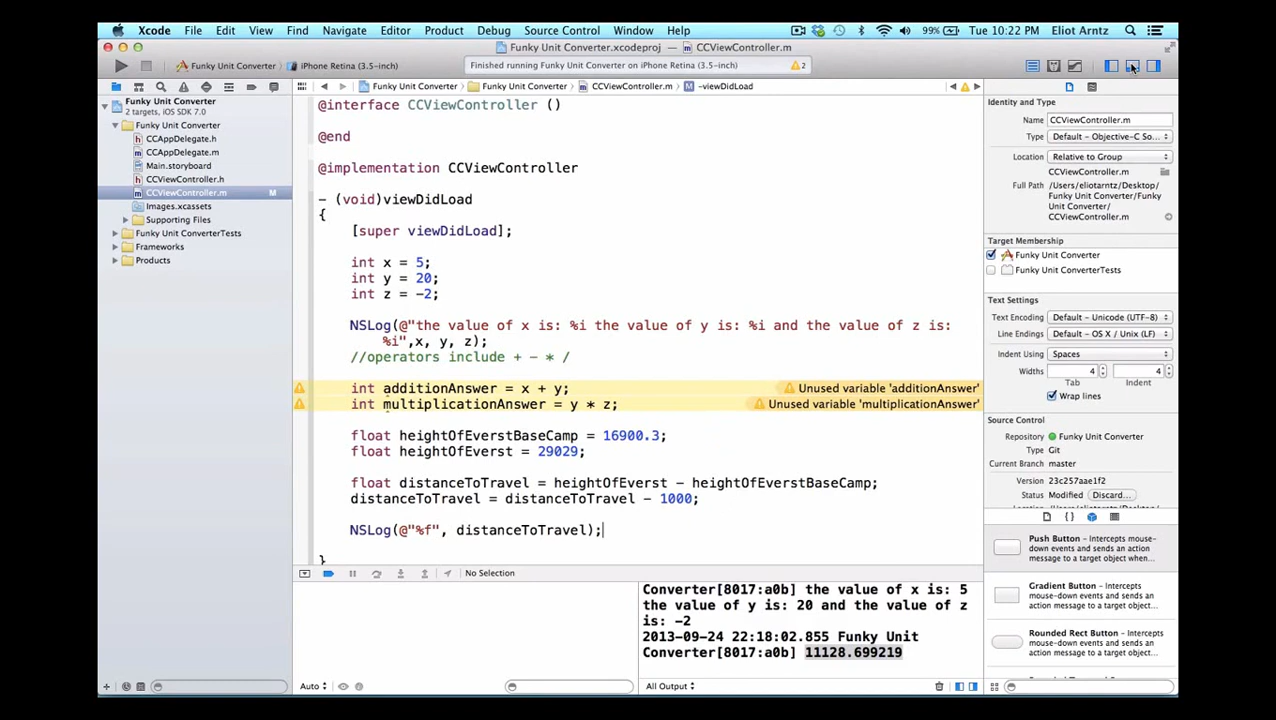 Xcode File Edit View Find Navigate Editor Product Debug Source Control Window Help 99% Tue 10:22 PM Eliot Arntz
Funky Unit Converter.xcodeproj — CCViewController.m
Funky Unit Converter iPhone Retina (3.5-inch) Finished running Funky Unit Converter on iPhone Retina (3.5-inch) 2
Funky Unit Converter
2 targets, iOS SDK 7.0
Funky Unit Converter
CCAppDelegate.h
CCAppDelegate.m
Main.storyboard
CCViewController.h
CCViewController.m M
Images.xcassets
Supporting Files
Funky Unit ConverterTests
Frameworks
Products
Funky Unit Converter Funky Unit Converter CCViewController.m -viewDidLoad
@interface CCViewController ()
@end
@implementation CCViewController
- (void)viewDidLoad
{
[super viewDidLoad];
int x = 5;
int y = 20;
int z = -2;
NSLog(@"the value of x is: %i the value of y is: %i and the value of z is:
%i",x, y, z);
//operators include + - * /
int additionAnswer = x + y; Unused variable 'additionAnswer'
int multiplicationAnswer = y * z; Unused variable 'multiplicationAnswer'
float heightOfEverstBaseCamp = 16900.3;
float heightOfEverst = 29029;
float distanceToTravel = heightOfEverst - heightOfEverstBaseCamp;
distanceToTravel = distanceToTravel - 1000;
NSLog(@"%f", distanceToTravel);
}
No Selection
Converter[8017:a0b] the value of x is: 5
the value of y is: 20 and the value of z
is: -2
2013-09-24 22:18:02.855 Funky Unit
Converter[8017:a0b] 11128.699219
Auto
All Output
Identity and Type
Name CCViewController.m
Type Default - Objective-C So...
Location Relative to Group
CCViewController.m
Full Path /Users/eliotarntz/Desktop/
Funky Unit Converter/Funky
Unit Converter/
CCViewController.m
Target Membership
Funky Unit Converter
Funky Unit ConverterTests
Text Settings
Text Encoding Default - Unicode (UTF-8)
Line Endings Default - OS X / Unix (LF)
Indent Using Spaces
Widths 4 4
Tab Indent
Wrap lines
Source Control
Repository Funky Unit Converter
Type Git
Current Branch master
Version 23c257aae1f2
Status Modified Discard...
Push Button - Intercepts mouse-
down events and sends an
action message to a target object when...
Gradient Button - Intercepts
mouse-down events and sends an
action message to a target object...
Rounded Rect Button - Intercepts
mouse-down events and sends an
action message to a target object...